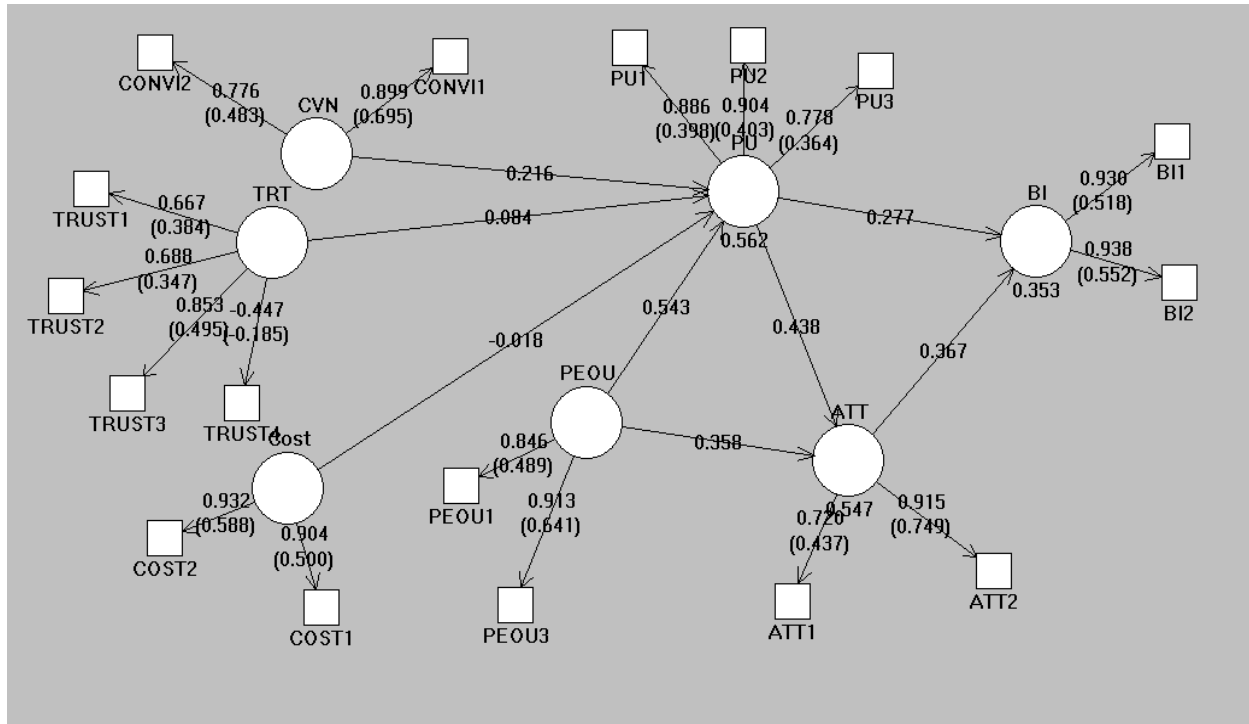 CONVI2
0.776
(0.483)
CVN
0.899
(0.695)
CONVI1
PU1
0.886
(0.398)
PU2
0.904
(0.403)
PU
PU3
0.778
(0.364)
0.216
TRUST1
0.667
(0.384)
TRT
0.084
0.562
0.277
BI
0.930
(0.518)
BI1
0.938
(0.552)
BI2
0.353
TRUST2
0.688
(0.347)
0.853
(0.495)
-0.447
(-0.185)
TRUST3
TRUST4
-0.018
0.543
0.438
0.367
Cost
0.932
(0.588)
COST2
0.904
(0.500)
COST1
PEOU
0.846
(0.489)
PEOU1
0.913
(0.641)
PEOU3
0.358
ATT
0.547
0.720
(0.437)
ATT1
0.915
(0.749)
ATT2